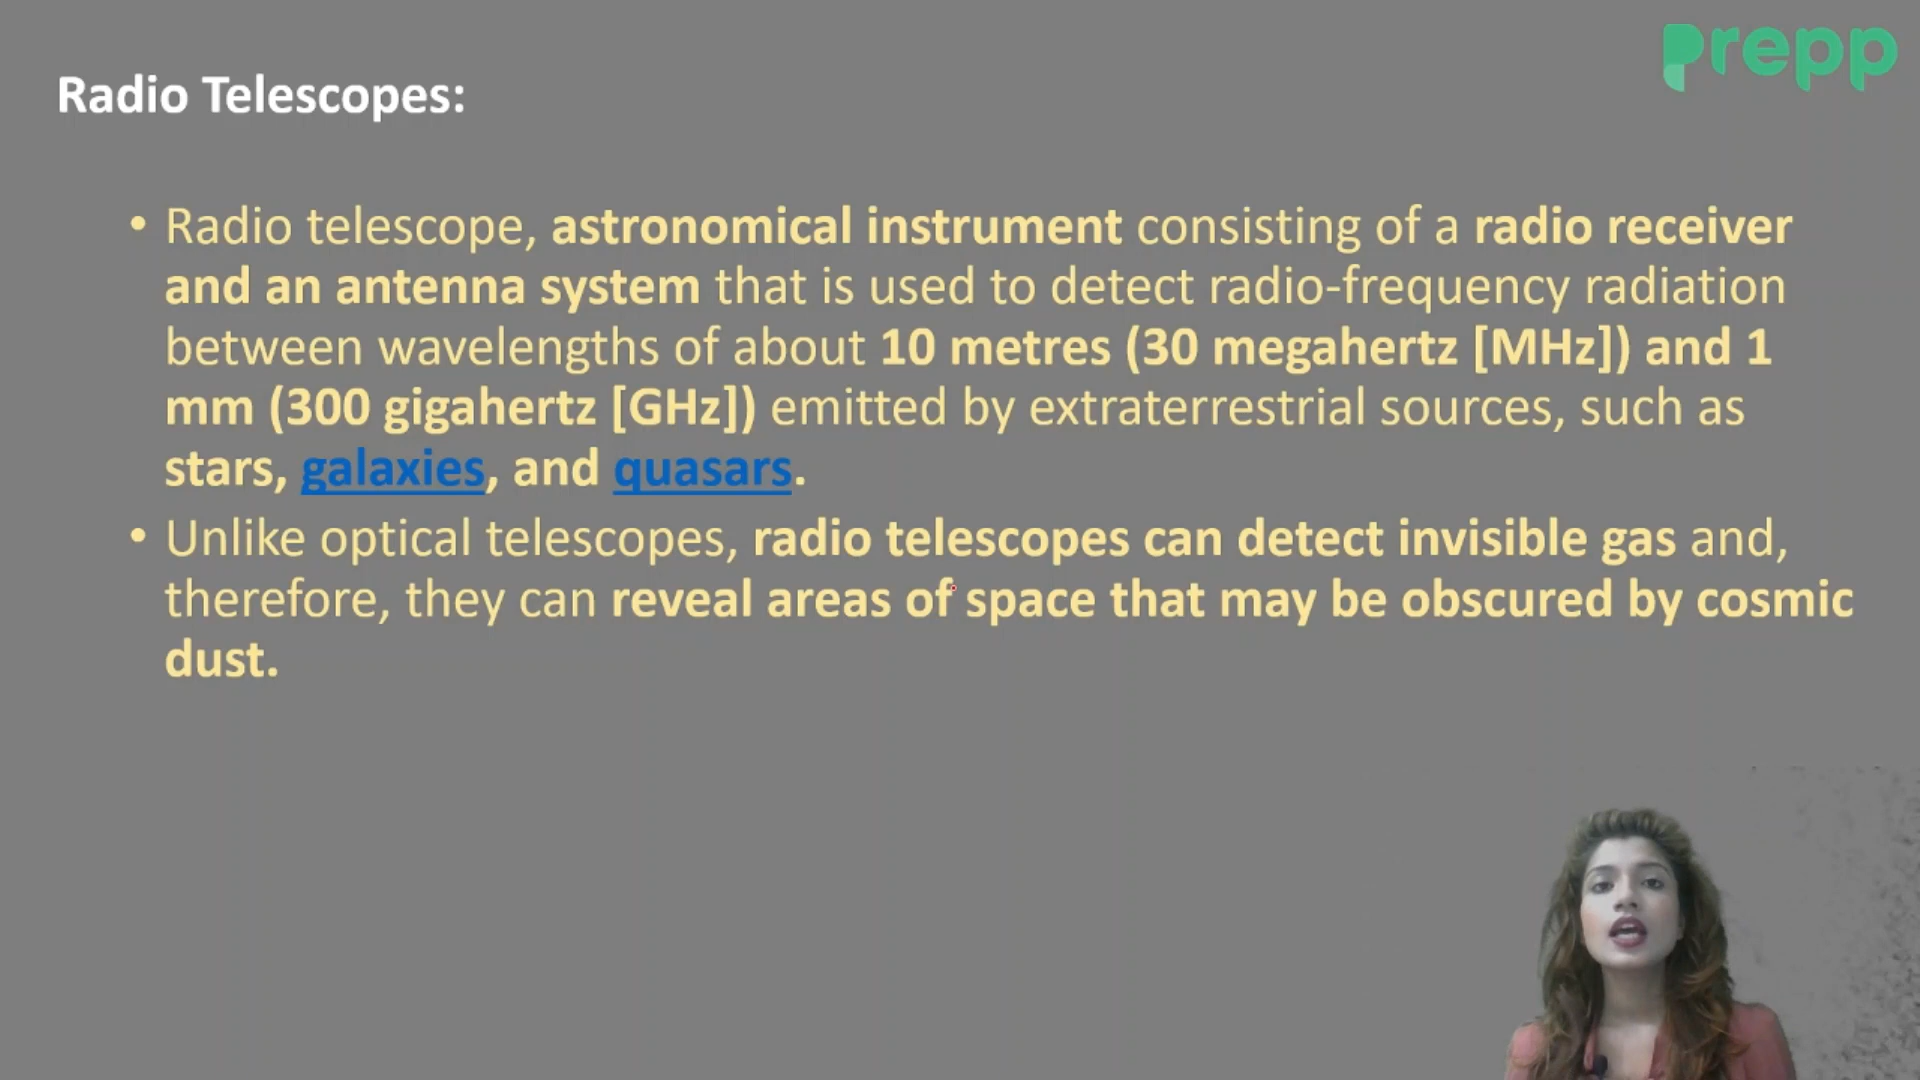 prepp
Radio Telescopes:
• Radio telescope, astronomical instrument consisting of a radio receiver
and an antenna system that is used to detect radio-frequency radiation
between wavelengths of about 10 metres (30 megahertz [MHz]) and 1
mm (300 gigahertz [GHz]) emitted by extraterrestrial sources, such as
stars, galaxies, and quasars.
• Unlike optical telescopes, radio telescopes can detect invisible gas and,
therefore, they can reveal areas of space that may be obscured by cosmic
dust.